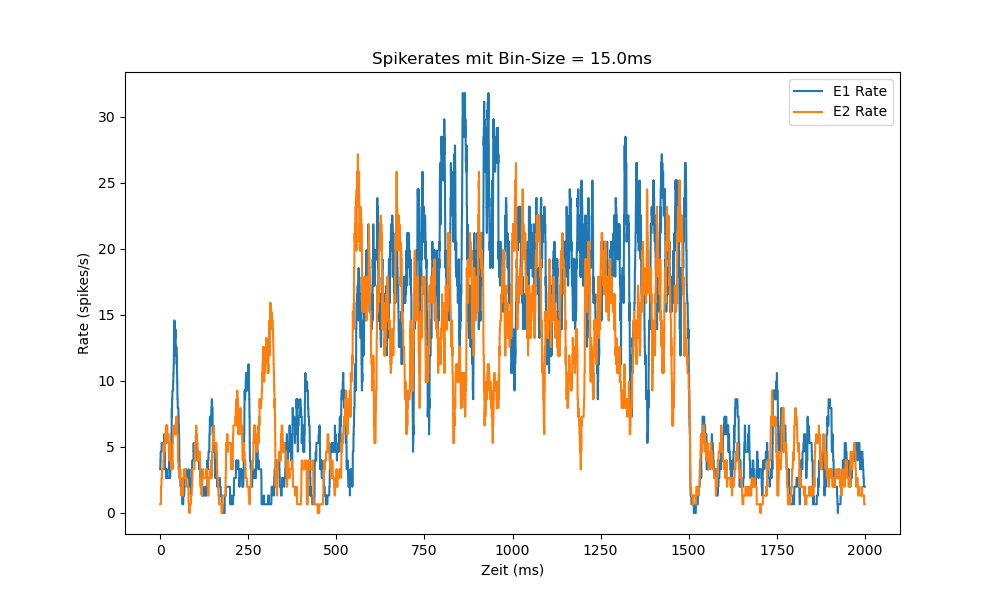 Spikerates mit Bin-Size = 15.0ms
E1 Rate
E2 Rate
Rate (spikes/s)
30
25
20
15
10
5
0
0 250 500 750 1000 1250 1500 1750 2000
Zeit (ms)